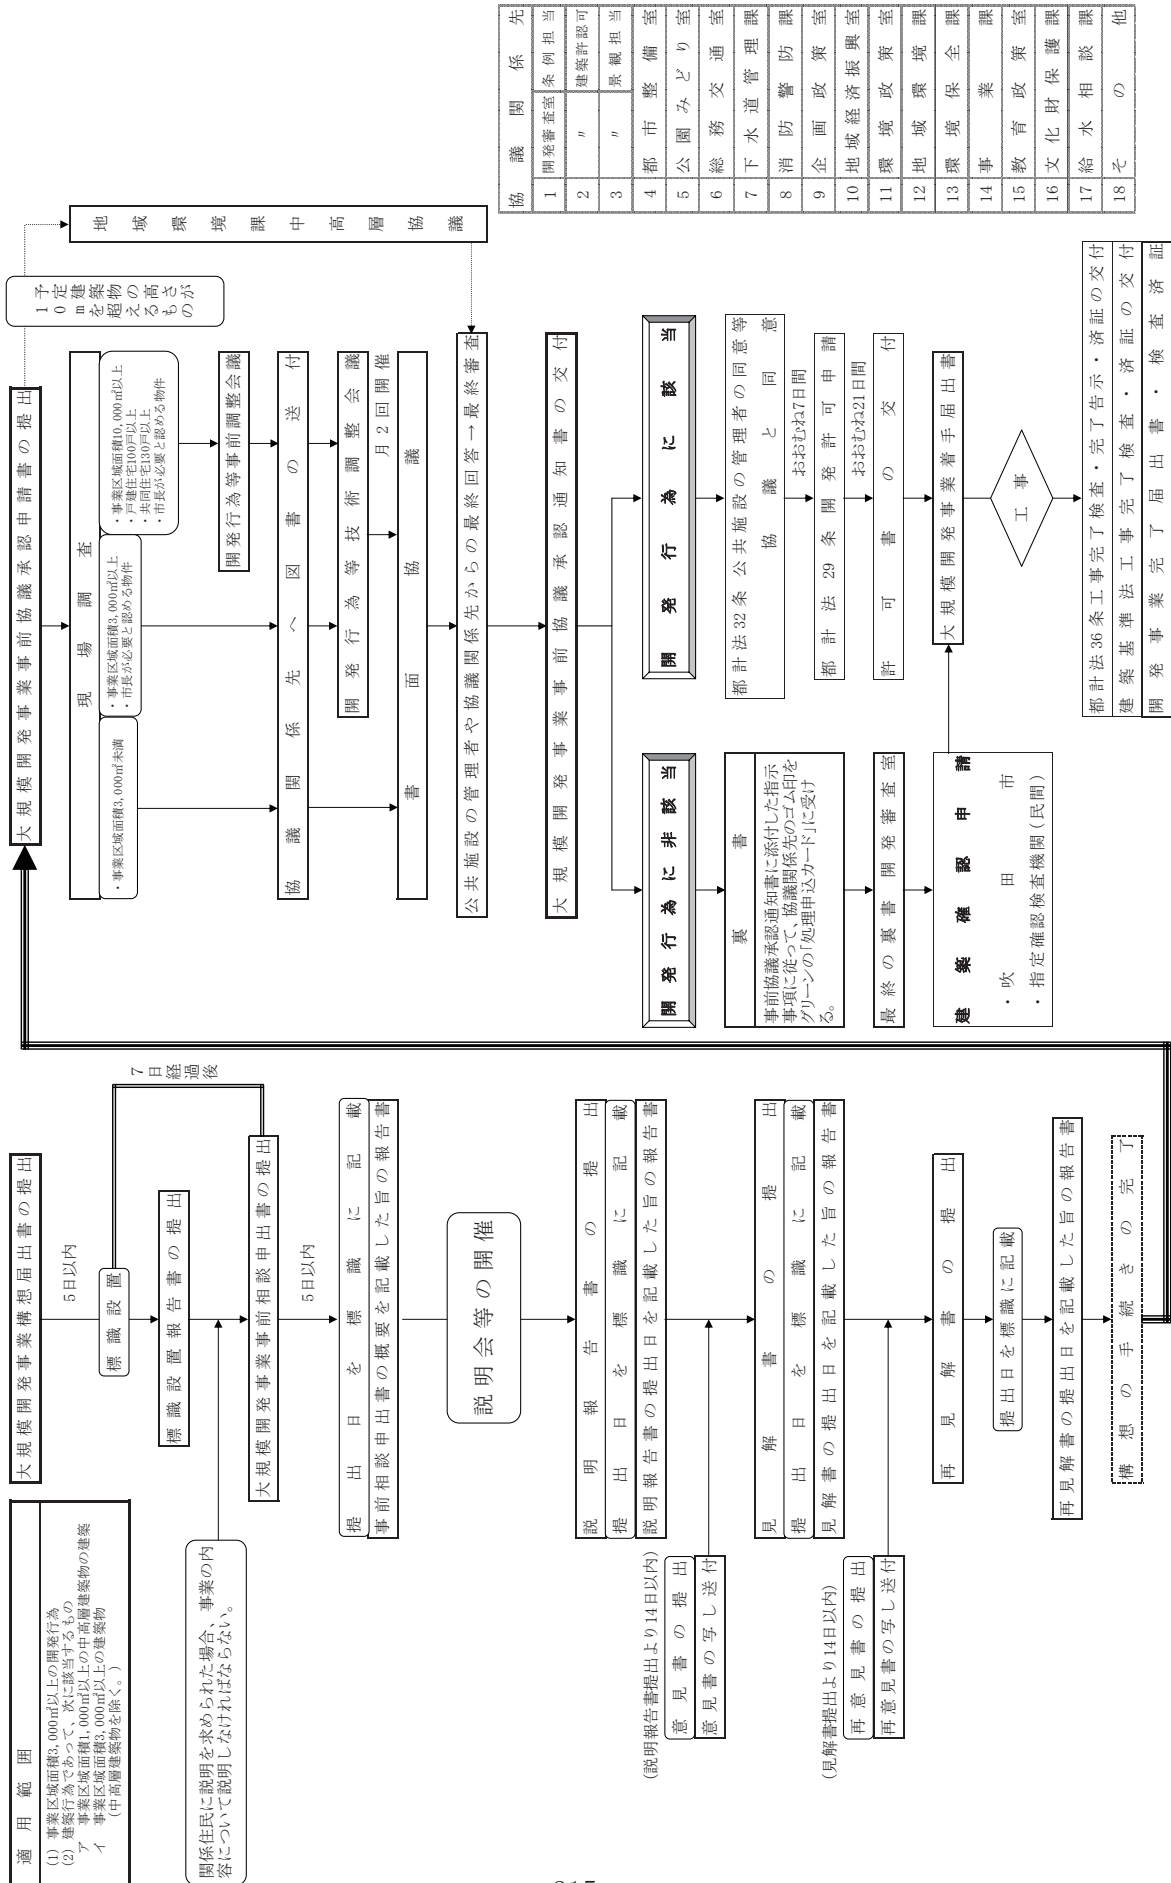 適用範囲
(1) 事業区域面積3,000㎡以上の開発行為
(2) 建築行為であって、次に該当するもの
ア 事業区域面積1,000㎡以上の中高層建築物の建築
イ 事業区域面積3,000㎡以上の建築物
(中高層建築物を除く。)
大規模開発事業構想届出書の提出
5日以内
標識設置
7日経過後
標識設置報告書の提出
関係住民に説明を求められた場合、事業の内
容について説明しなければならない。
大規模開発事業事前相談申出書の提出
5日以内
提出日を標識に記載
事前相談申出書の概要を記載した旨の報告書
説明会等の開催
説明報告書の提出
提出日を標識に記載
説明報告書の提出日を記載した旨の報告書
(説明報告書提出より14日以内)
意見書の提出
意見書の写し送付
見解書の提出
提出日を標識に記載
見解書の提出日を記載した旨の報告書
(見解書提出より14日以内)
再意見書の提出
再意見書の写し送付
再見解書の提出
提出日を標識に記載
再見解書の提出日を記載した旨の報告書
構想の手続きの完了
大規模開発事業事前協議承認申請書の提出
予定建築物の高さが
10mを超えるもの
地域環境課中高層協議
現場調査
・事業区域面積3,000㎡未満
・事業区域面積3,000㎡以上
・市長が必要と認める物件
・事業区域面積10,000㎡以上
・戸建住宅100戸以上
・共同住宅130戸以上
・市長が必要と認める物件
開発行為等事前調整会議
協議関係先へ図書の送付
開発行為等技術調整会議
月2回開催
書面協議
公共施設の管理者や協議関係先からの最終回答→最終審査
大規模開発事業事前協議承認通知書の交付
開発行為に非該当
裏書
事前協議承認通知書に添付した指示
事項に従って、協議関係先のゴム印を
グリーンの「処理申込カード」に受け
る。
最終の裏書開発審査室
建築確認申請
・吹田市
・指定確認検査機関(民間)
開発行為に該当
都計法32条公共施設の管理者の同意等
協議と同意
おおむね7日間
都計法29条開発許可申請
おおむね21日間
許可書の交付
大規模開発事業着手届出書
工事
都計法36条工事完了検査・完了告示・済証の交付
建築基準法工事完了検査・済証の交付
開発事業完了届出書・検査済証
協議関係先
1 開発審査室 条例担当
2 〃 建築許認可
3 〃 景観担当
4 都市整備室
5 公園みどり室
6 総務交通室
7 下水道管理課
8 消防警防課
9 企画政策室
10 地域経済振興室
11 環境政策室
12 地域環境課
13 環境保全課
14 事業課
15 教育政策室
16 文化財保護課
17 給水相談課
18 その他